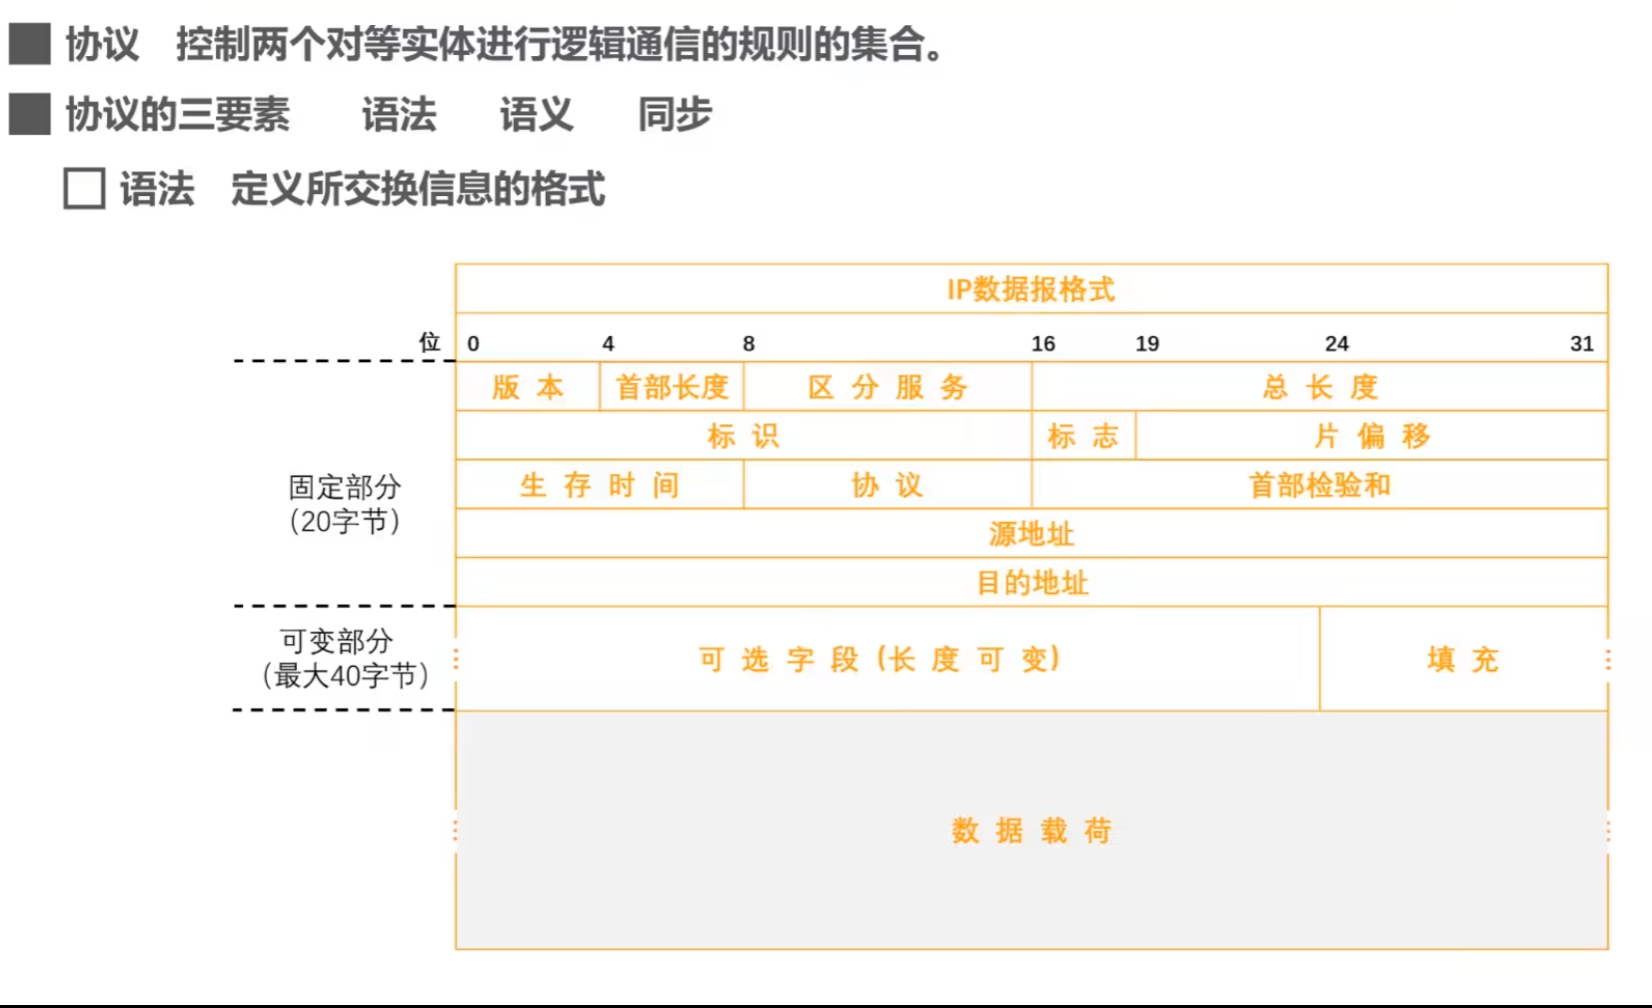 协议 控制两个对等实体进行逻辑通信的规则的集合。
协议的三要素 语法 语义 同步
语法 定义所交换信息的格式
IP数据报格式
位 0 4 8 16 19 24 31
版本 首部长度 区分服务 总长度
标识 标志 片偏移
固定部分
（20字节）
生存时间 协议 首部检验和
源地址
目的地址
可变部分
（最大40字节）
可选字段(长度可变) 填充
数据载荷